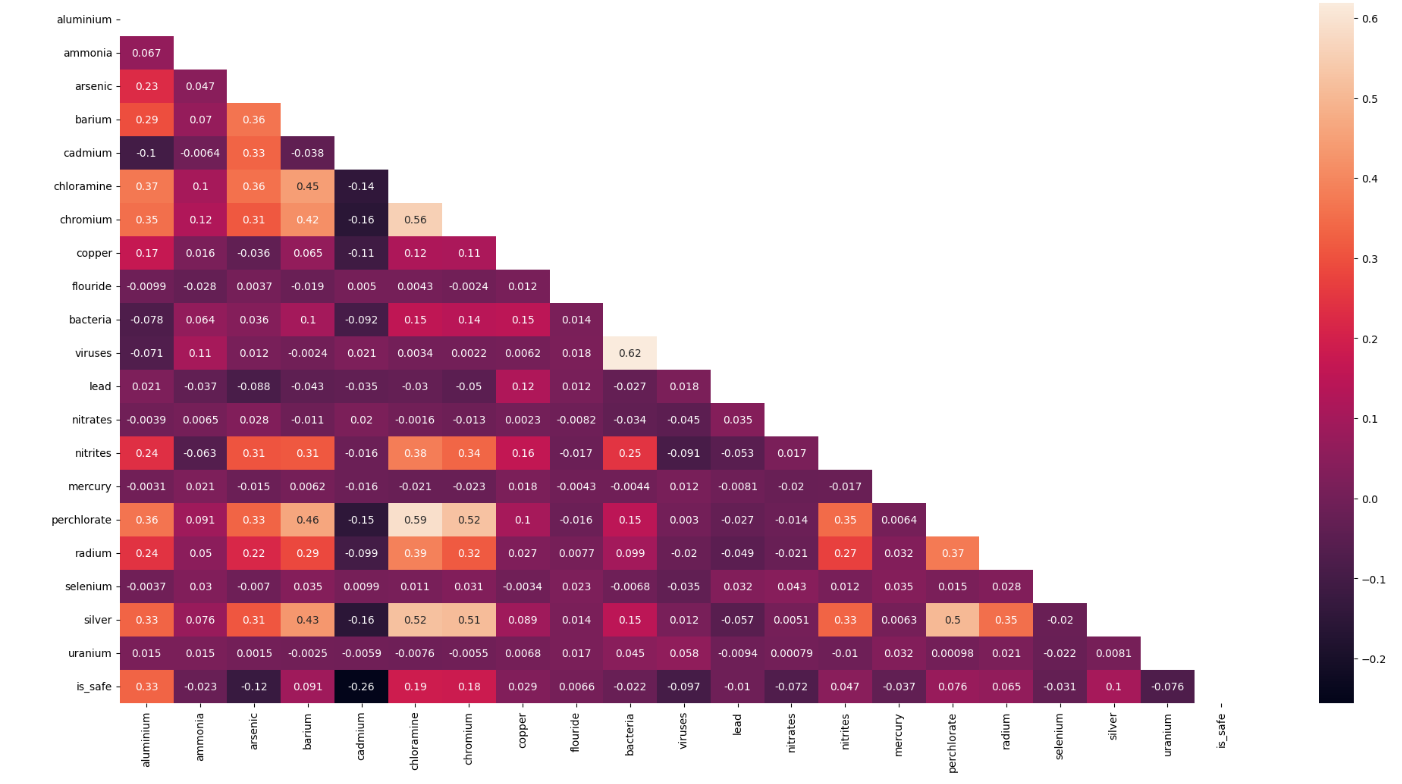 aluminium
ammonia 0.067
arsenic 0.23 0.047
barium 0.29 0.07 0.36
cadmium -0.1 -0.0064 0.33 -0.038
chloramine 0.37 0.1 0.36 0.45 -0.14
chromium 0.35 0.12 0.31 0.42 -0.16 0.56
copper 0.17 0.016 -0.036 0.065 -0.11 0.12 0.11
flouride -0.0099 -0.028 0.0037 -0.019 0.005 0.0043 -0.0024 0.012
bacteria -0.078 0.064 0.036 0.1 -0.092 0.15 0.14 0.15 0.014
viruses -0.071 0.11 0.012 -0.0024 0.021 0.0034 0.0022 0.0062 0.018 0.62
lead 0.021 -0.037 -0.088 -0.043 -0.035 -0.03 -0.05 0.12 0.012 -0.027 0.018
nitrates -0.0039 0.0065 0.028 -0.011 0.02 -0.0016 -0.013 0.0023 -0.0082 -0.034 -0.045 0.035
nitrites 0.24 -0.063 0.31 0.31 -0.016 0.38 0.34 0.16 -0.017 0.25 -0.091 -0.053 0.017
mercury -0.0031 0.021 -0.015 0.0062 -0.016 -0.021 -0.023 0.018 -0.0043 -0.0044 0.012 -0.0081 -0.02 -0.017
perchlorate 0.36 0.091 0.33 0.46 -0.15 0.59 0.52 0.1 -0.016 0.15 0.003 -0.027 -0.014 0.35 0.0064
radium 0.24 0.05 0.22 0.29 -0.099 0.39 0.32 0.027 0.0077 0.099 -0.02 -0.049 -0.021 0.27 0.032 0.37
selenium -0.0037 0.03 -0.007 0.035 0.0099 0.011 0.031 -0.0034 0.023 -0.0068 -0.035 0.032 0.043 0.012 0.035 0.015 0.028
silver 0.33 0.076 0.31 0.43 -0.16 0.52 0.51 0.089 0.014 0.15 0.012 -0.057 0.0051 0.33 0.0063 0.5 0.35 -0.02
uranium 0.015 0.015 0.0015 -0.0025 -0.0059 -0.0076 -0.0055 0.0068 0.017 0.045 0.058 -0.0094 0.00079 -0.01 0.032 0.00098 0.021 -0.022 0.0081
is_safe 0.33 -0.023 -0.12 0.091 -0.26 0.19 0.18 0.029 0.0066 -0.022 -0.097 -0.01 -0.072 0.047 -0.037 0.076 0.065 -0.031 0.1 -0.076
aluminium ammonia arsenic barium cadmium chloramine chromium copper flouride bacteria viruses lead nitrates nitrites mercury perchlorate radium selenium silver uranium is_safe
0.6
0.5
0.4
0.3
0.2
0.1
0.0
−0.1
−0.2